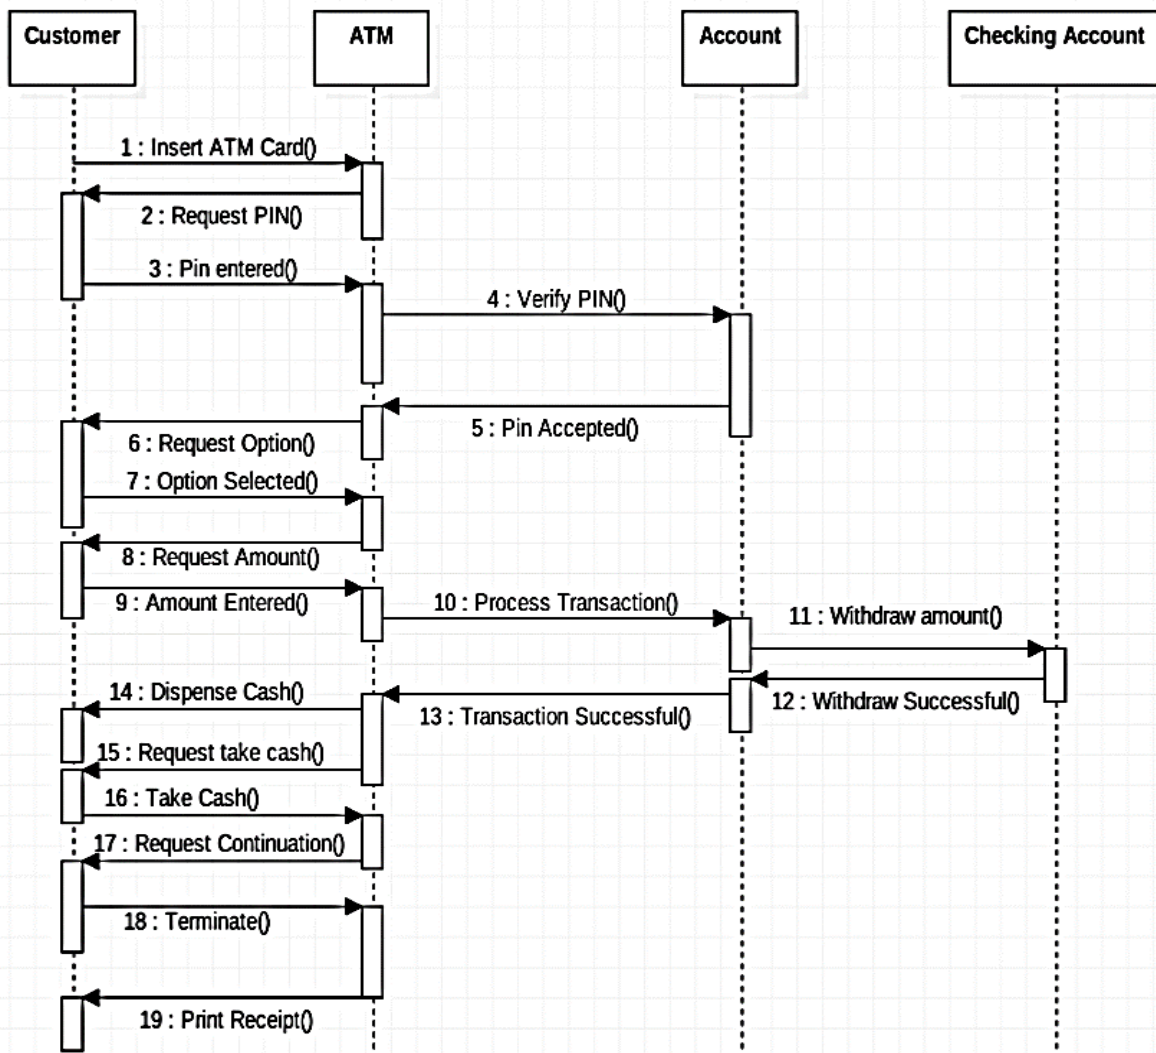 Customer
ATM
Account
Checking Account
1 : Insert ATM Card()
2 : Request PIN()
3 : Pin entered()
4 : Verify PIN()
5 : Pin Accepted()
6 : Request Option()
7 : Option Selected()
8 : Request Amount()
9 : Amount Entered()
10 : Process Transaction()
11 : Withdraw amount()
12 : Withdraw Successful()
13 : Transaction Successful()
14 : Dispense Cash()
15 : Request take cash()
16 : Take Cash()
17 : Request Continuation()
18 : Terminate()
19 : Print Receipt()